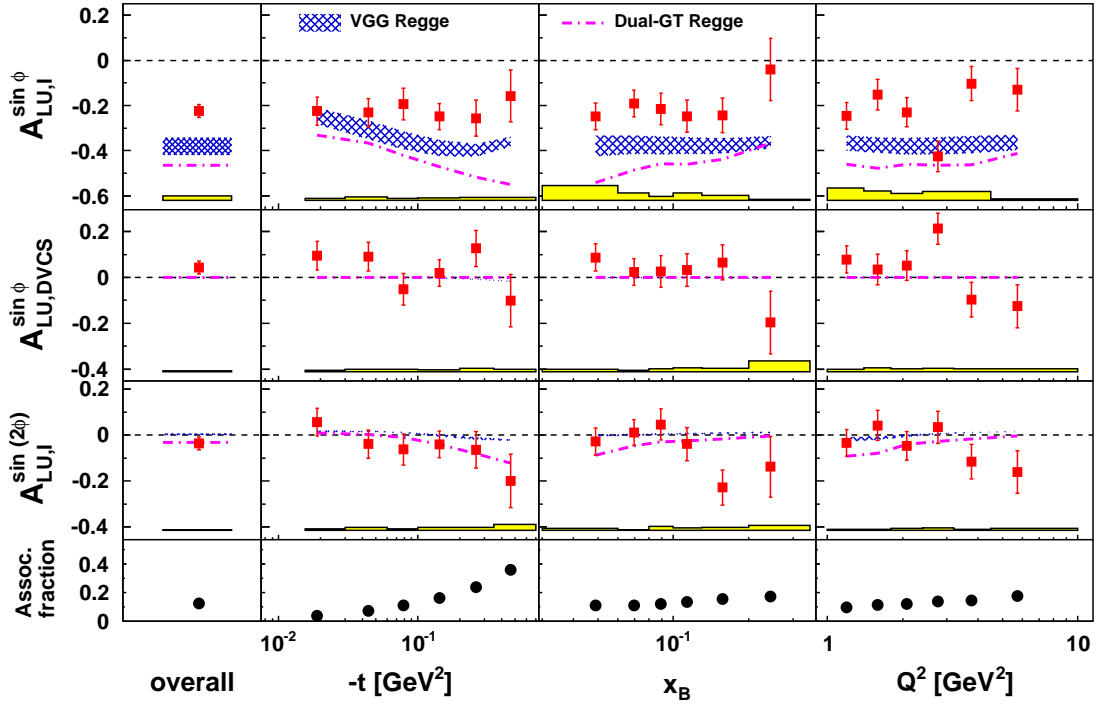 VGG Regge
Dual-GT Regge
A_{LU,I}^{sin ϕ}
0.2
0
-0.2
-0.4
-0.6
A_{LU,DVCS}^{sin ϕ}
0.2
0
-0.2
-0.4
A_{LU,I}^{sin (2ϕ)}
0.2
0
-0.2
-0.4
Assoc.
fraction
0.4
0.2
0
10^{-2}
10^{-1}
10^{-1}
1
10
overall
-t [GeV^2]
x_B
Q^2 [GeV^2]